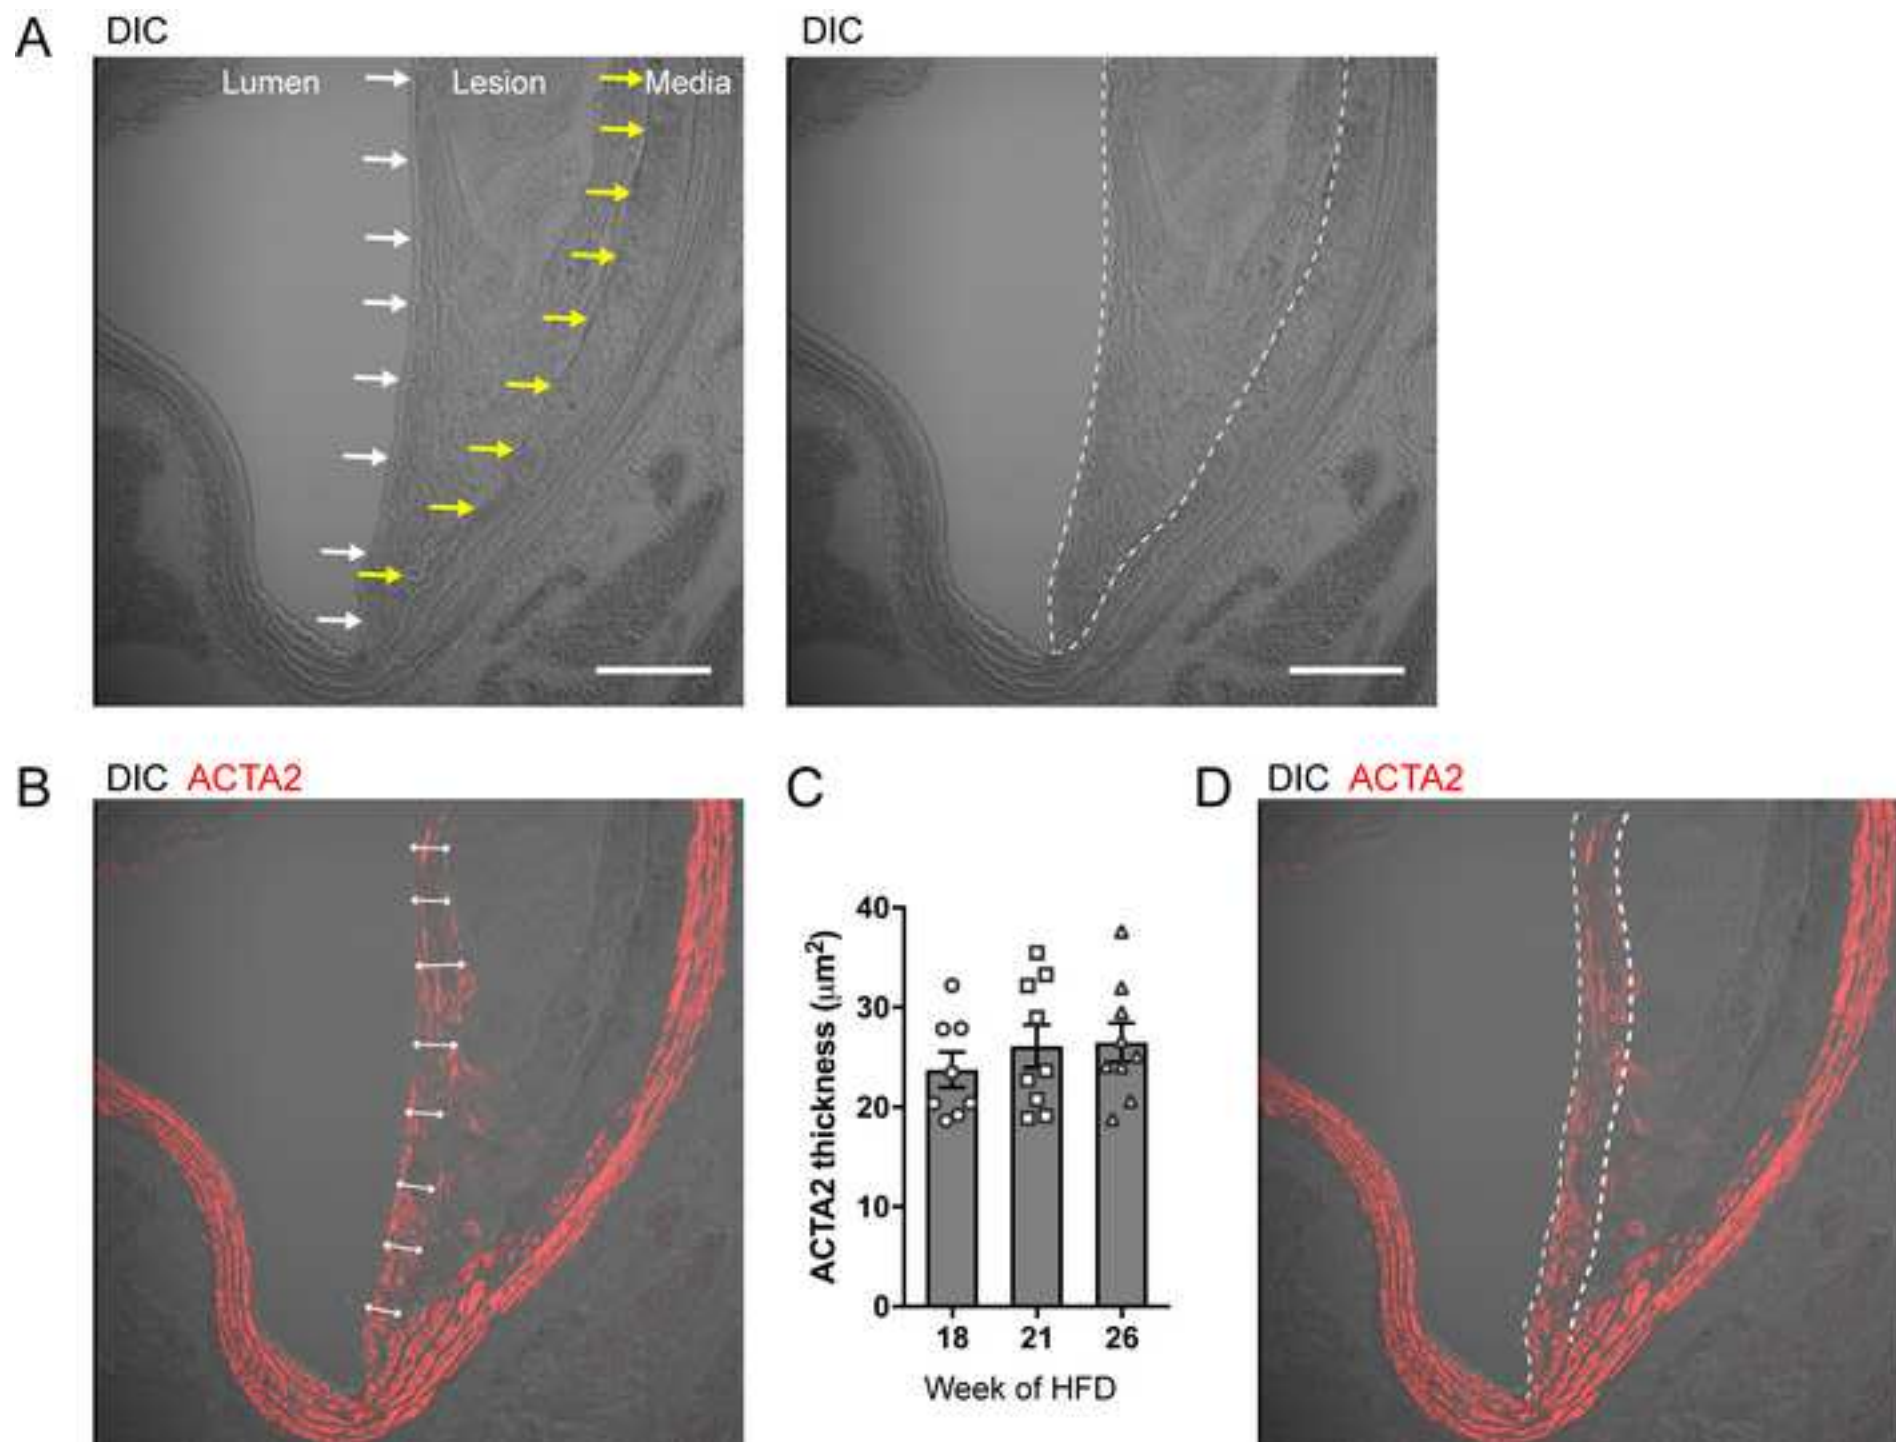 A
DIC
DIC
Lumen
Lesion
Media
B
DIC ACTA2
C
D
DIC ACTA2
ACTA2 thickness (μm²)
40
30
20
10
0
18
21
26
Week of HFD